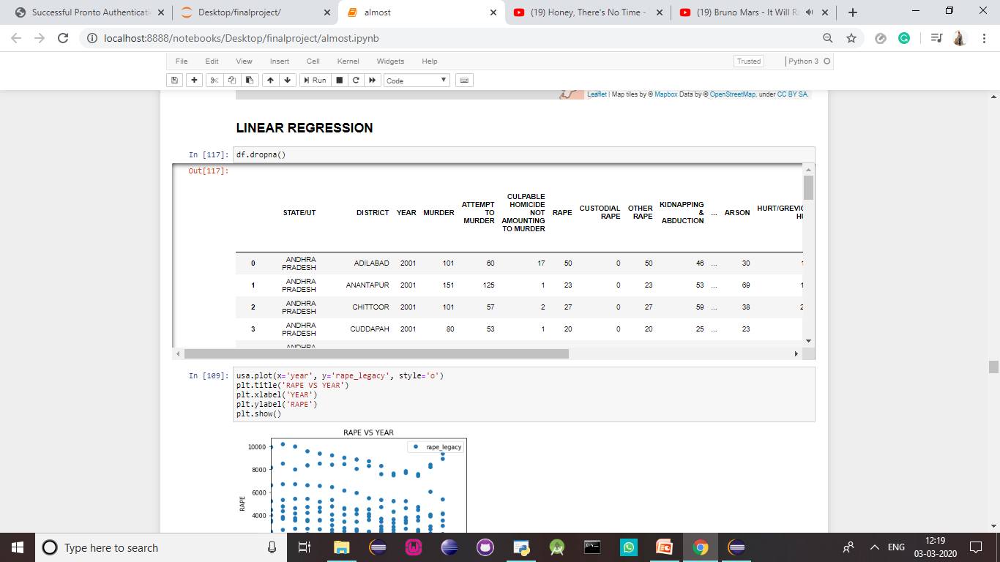 Successful Pronto Authenticati
Desktop/finalproject/
almost
(19) Honey, There's No Time -
(19) Bruno Mars - It Will Ra
localhost:8888/notebooks/Desktop/finalproject/almost.ipynb
File Edit View Insert Cell Kernel Widgets Help
Trusted
Python 3
Run
Code
Leaflet | Map tiles by © Mapbox Data by © OpenStreetMap, under CC BY SA.
LINEAR REGRESSION
In [117]: df.dropna()
Out[117]:
STATE/UT DISTRICT YEAR MURDER ATTEMPT TO MURDER CULPABLE HOMICIDE NOT AMOUNTING TO MURDER RAPE CUSTODIAL RAPE OTHER RAPE KIDNAPPING & ABDUCTION ... ARSON
0 ANDHRA PRADESH ADILABAD 2001 101 60 17 50 0 50 46 ... 30
1 ANDHRA PRADESH ANANTAPUR 2001 151 125 1 23 0 23 53 ... 69
2 ANDHRA PRADESH CHITTOOR 2001 101 57 2 27 0 27 59 ... 38
3 ANDHRA PRADESH CUDDAPAH 2001 80 53 1 20 0 20 25 ... 23
In [109]: usa.plot(x='year', y='rape_legacy', style='o')
plt.title('RAPE VS YEAR')
plt.xlabel('YEAR')
plt.ylabel('RAPE')
plt.show()
RAPE VS YEAR
rape_legacy
10000
8000
6000
4000
RAPE
Type here to search
ENG
12:19
03-03-2020